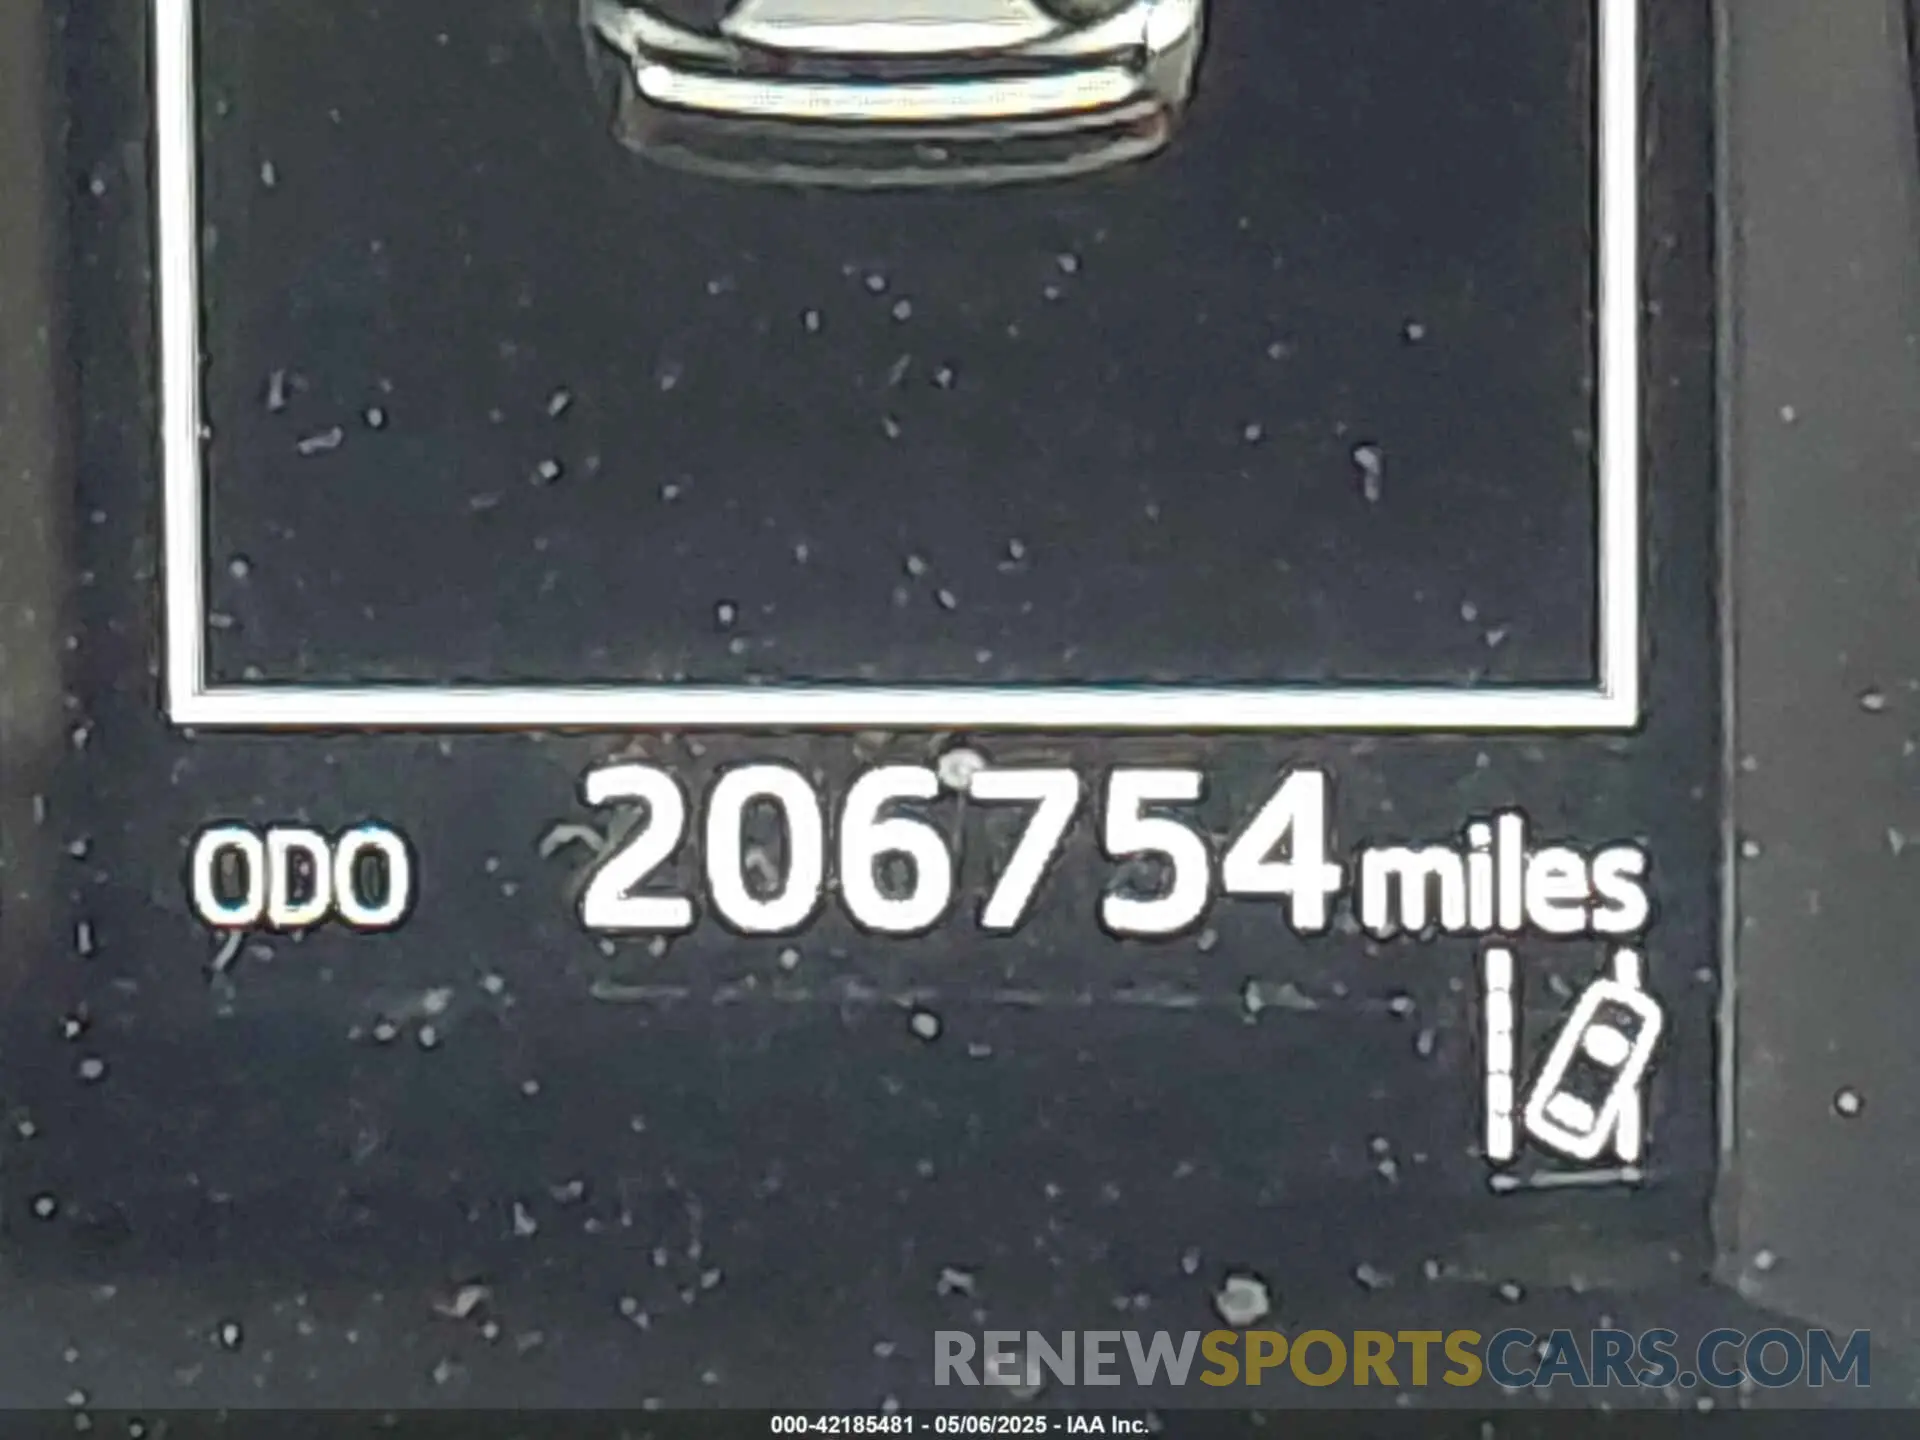 ODO 206754 miles
RENEWSPORTSCARS.COM
000-42185481 - 05/06/2025 - IAA Inc.